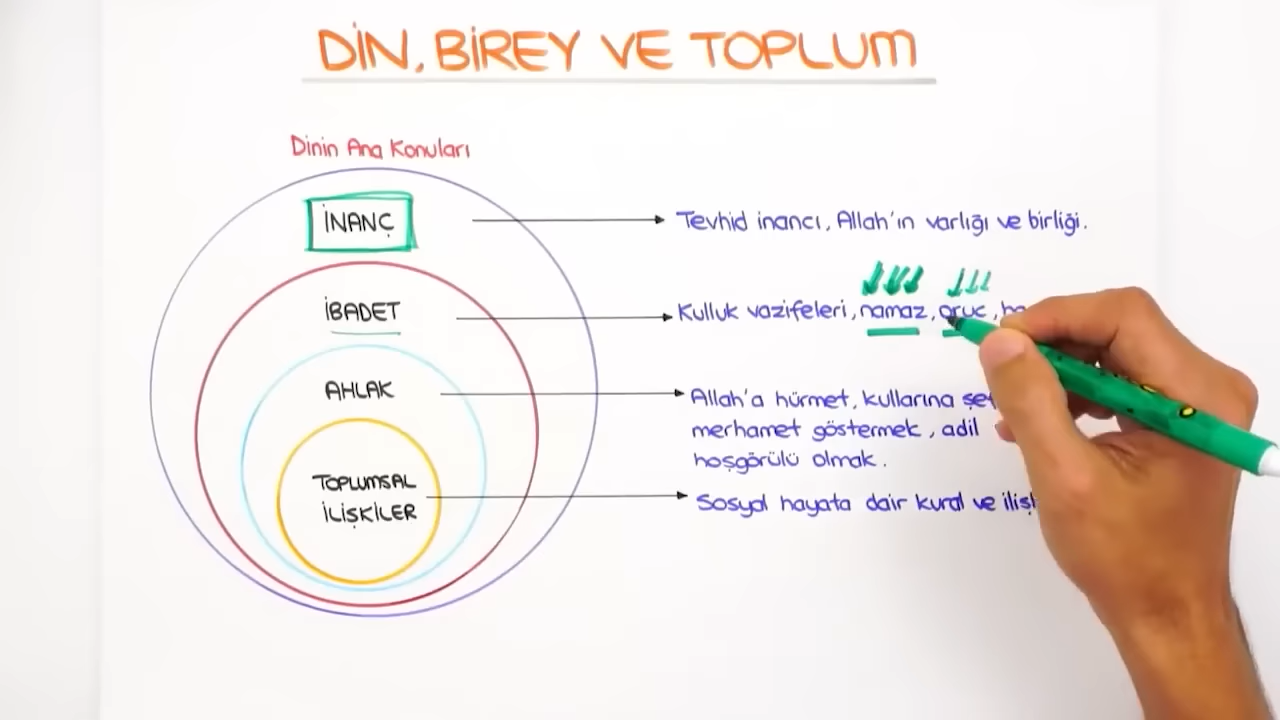 DİN, BİREY VE TOPLUM
Dinin Ana Konuları
İNANÇ
Tevhid inancı, Allah'ın varlığı ve birliği.
İBADET
Kulluk vazifeleri, namaz, oruc,
AHLAK
Allah'a hürmet, kullarına
merhamet göstermek, adil
hoşgörülü olmak.
TOPLUMSAL
İLİŞKİLER
Sosyal hayata dair kural ve